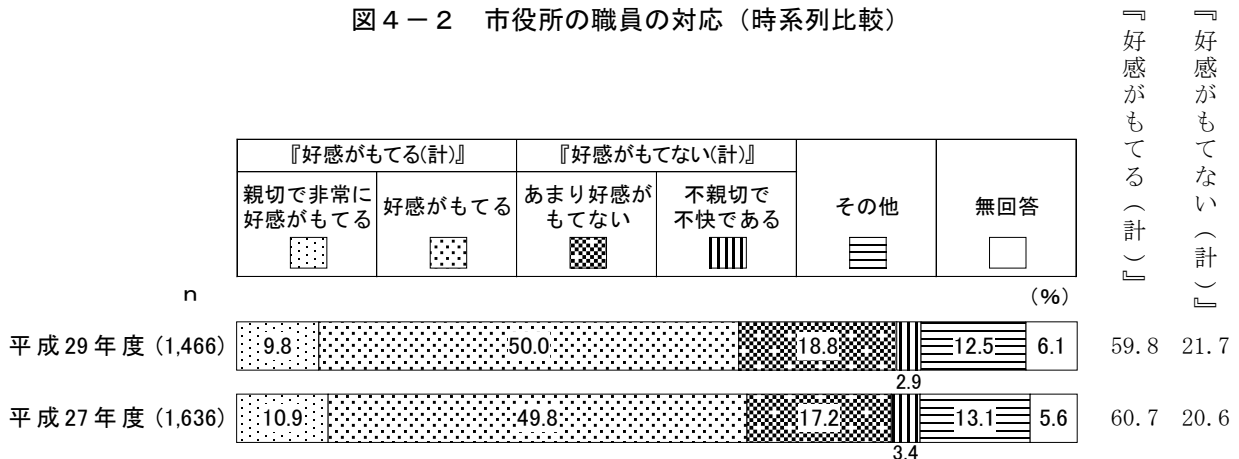 図４－２　市役所の職員の対応（時系列比較）
『好感がもてる（計）』
『好感がもてない（計）』
『好感がもてる(計)』 『好感がもてない(計)』
親切で非常に
好感がもてる
好感がもてる
あまり好感が
もてない
不親切で
不快である
その他
無回答
ｎ
(%)
平成29年度 (1,466) 9.8 50.0 18.8 12.5 6.1 59.8 21.7
2.9
平成27年度 (1,636) 10.9 49.8 17.2 13.1 5.6 60.7 20.6
3.4